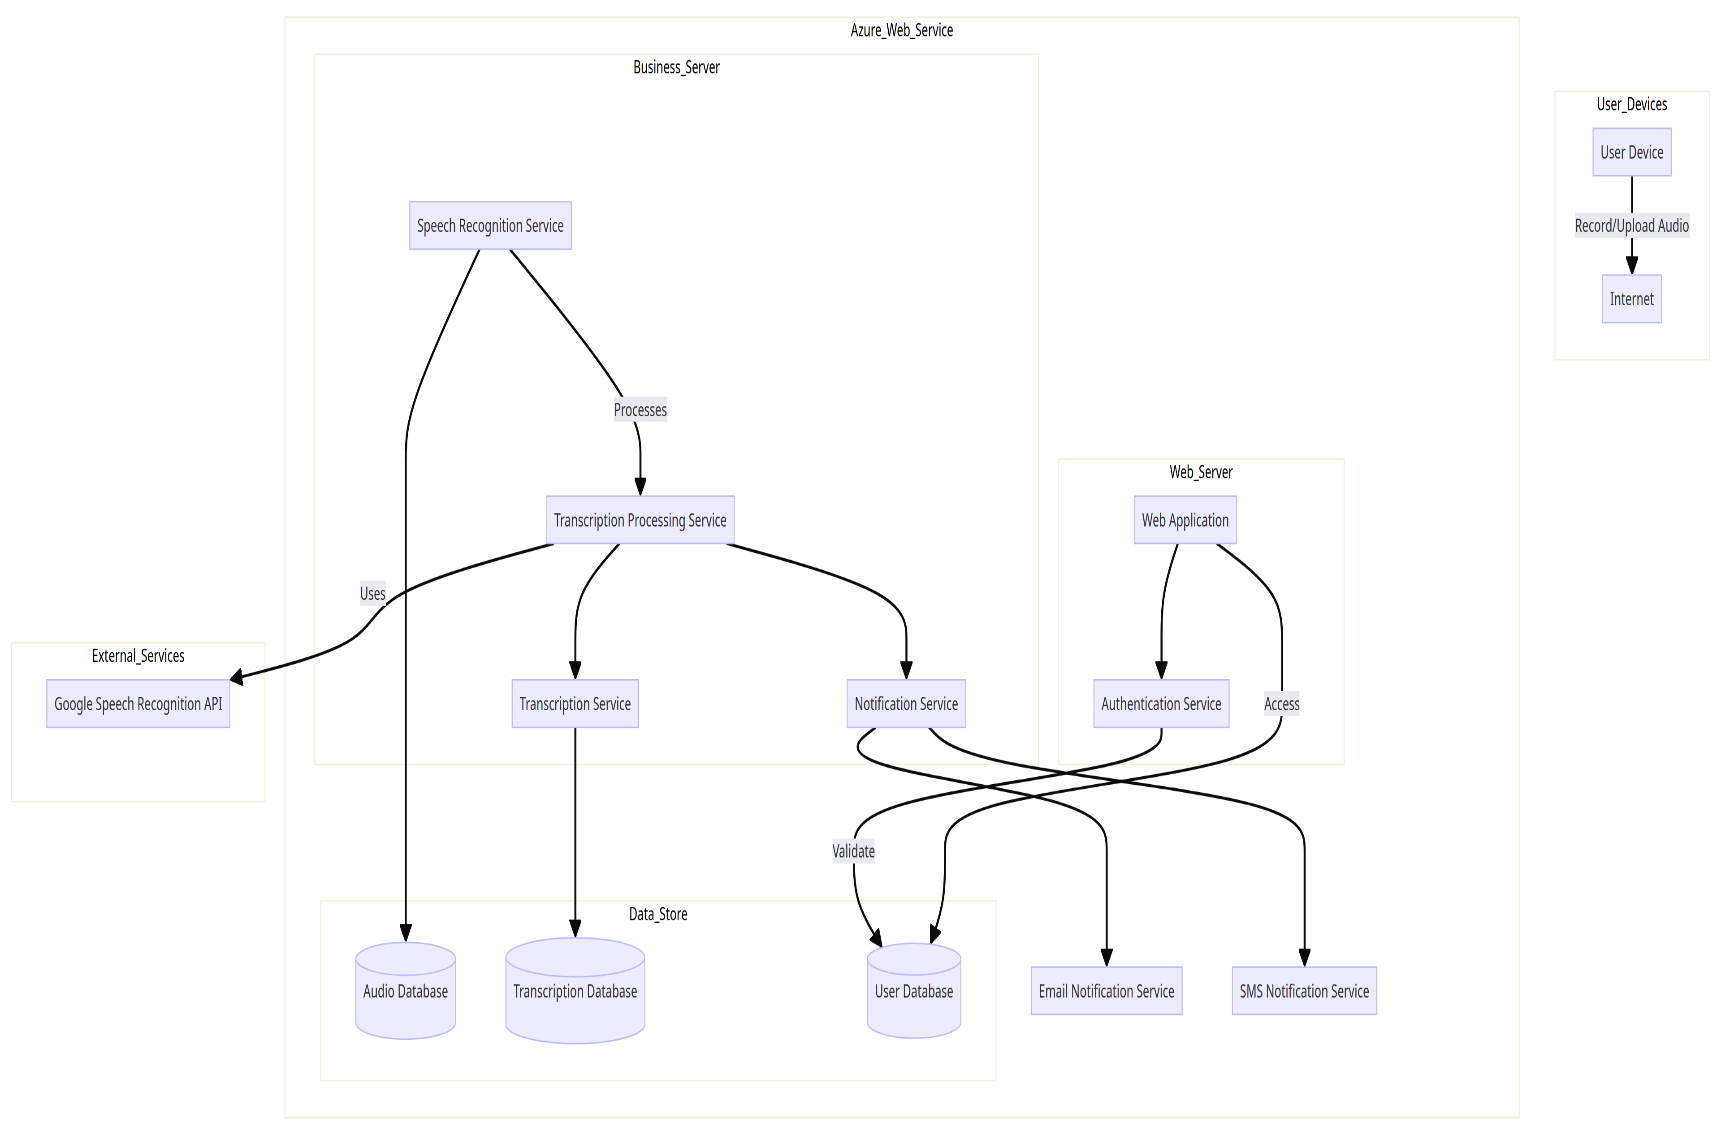 Azure_Web_Service
Business_Server
User_Devices
User Device
Speech Recognition Service
Record/Upload Audio
Internet
Processes
Web_Server
Transcription Processing Service
Web Application
Uses
External_Services
Google Speech Recognition API
Transcription Service
Notification Service
Authentication Service
Access
Validate
Data_Store
Audio Database
Transcription Database
User Database
Email Notification Service
SMS Notification Service